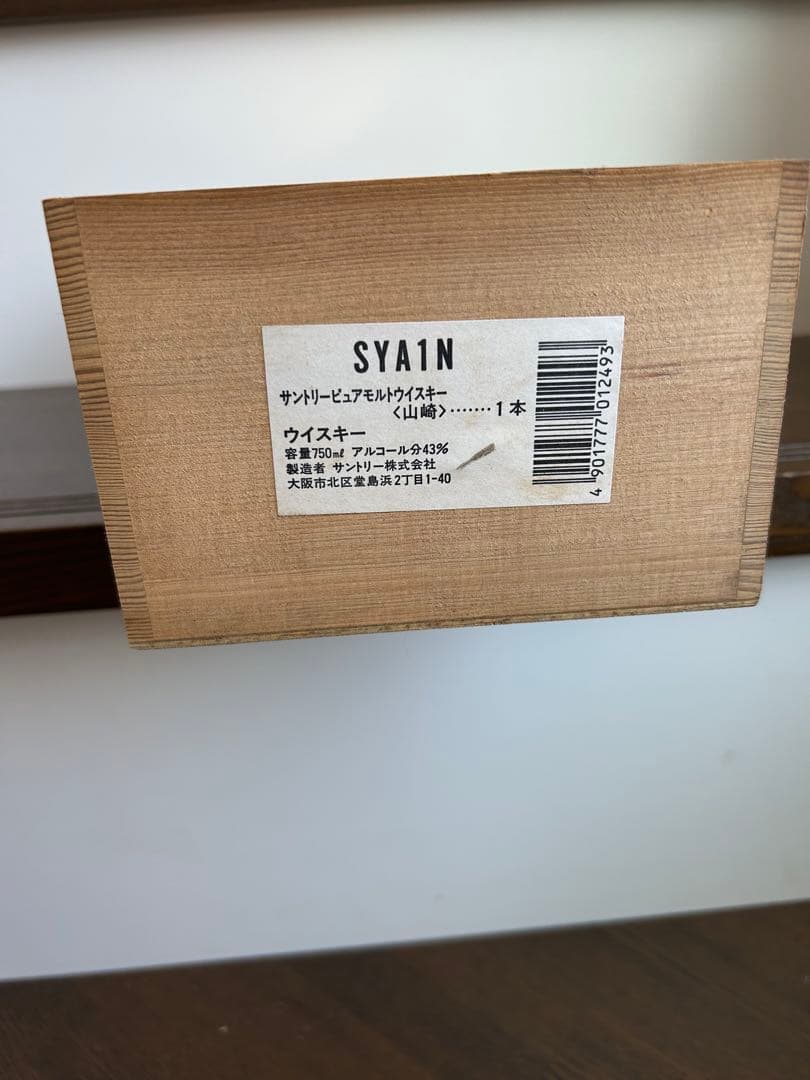 SYA1N
サントリーピュアモルトウイスキー
〈山崎〉‥‥‥‥1本
ウイスキー
容量750㎖ アルコール分43%
製造者 サントリー株式会社
大阪市北区堂島浜2丁目1-40
4 901777 012493